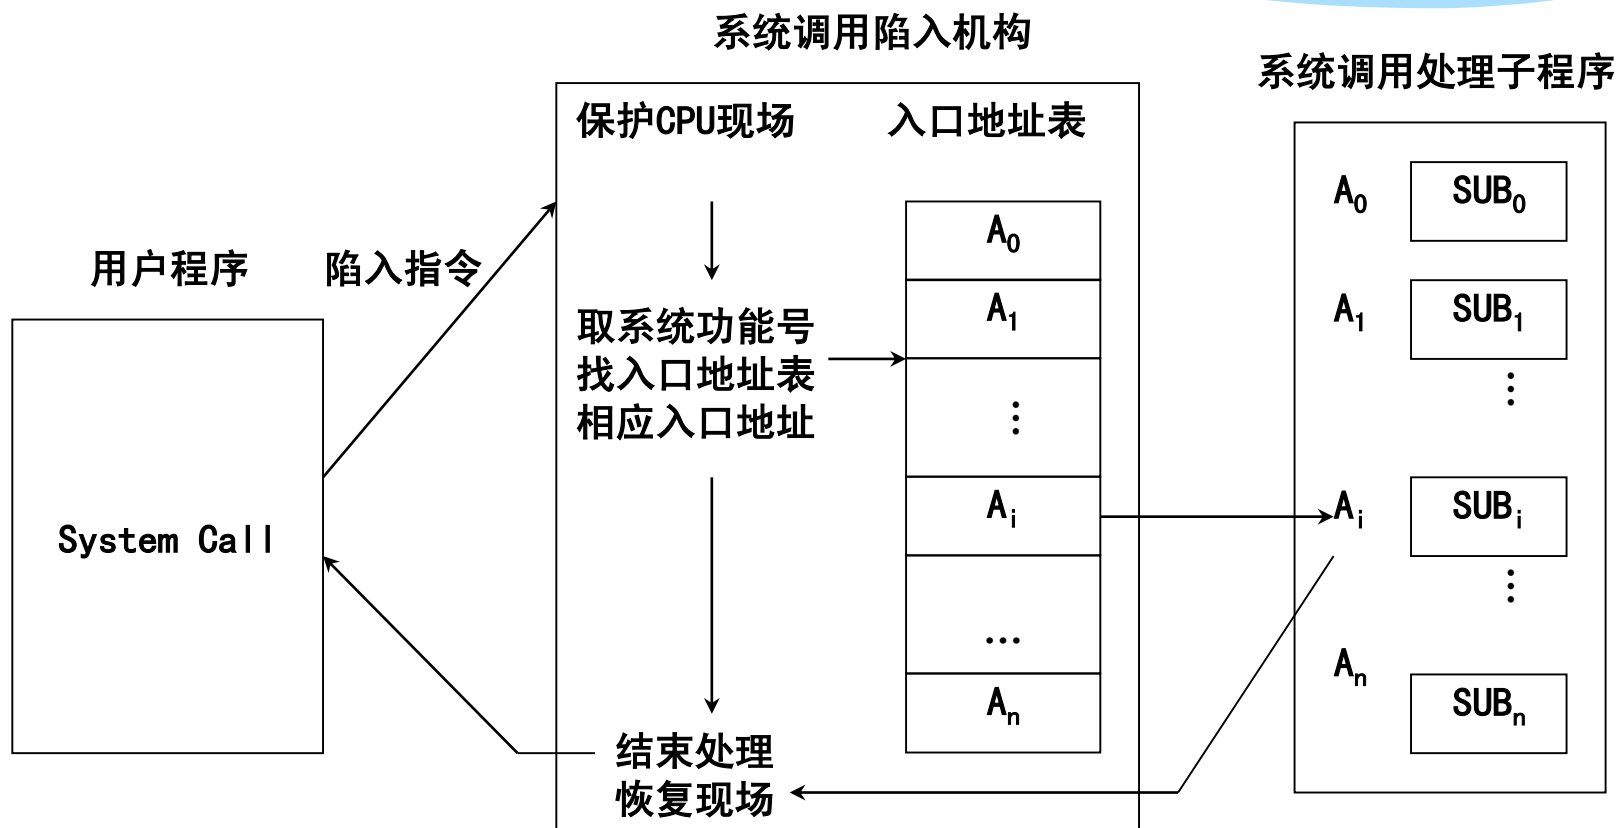 系统调用陷入机构
系统调用处理子程序
保护CPU现场
入口地址表
用户程序
陷入指令
System Call
取系统功能号
找入口地址表
相应入口地址
结束处理
恢复现场
A₀
A₁
⋮
Aᵢ
...
Aₙ
A₀ SUB₀
A₁ SUB₁
⋮
Aᵢ SUBᵢ
⋮
Aₙ SUBₙ